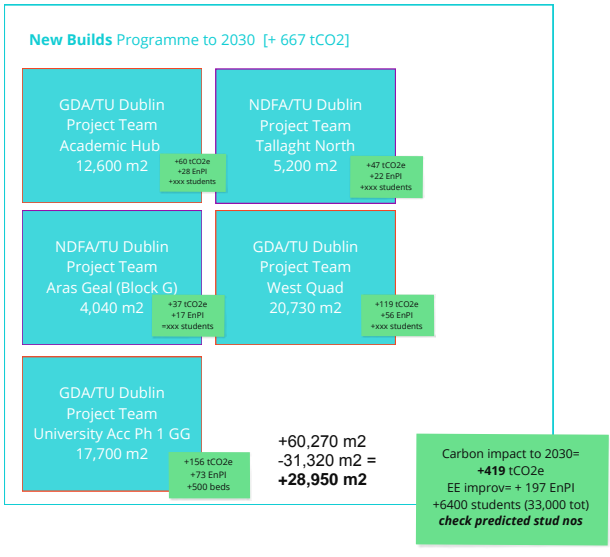 New Builds Programme to 2030 [+ 667 tCO2]
GDA/TU Dublin
Project Team
Academic Hub
12,600 m2
+60 tCO2e
+28 EnPI
+xxx students
NDFA/TU Dublin
Project Team
Tallaght North
5,200 m2
+47 tCO2e
+22 EnPI
+xxx students
NDFA/TU Dublin
Project Team
Aras Geal (Block G)
4,040 m2
+37 tCO2e
+17 EnPI
=xxx students
GDA/TU Dublin
Project Team
West Quad
20,730 m2
+119 tCO2e
+56 EnPI
+xxx students
GDA/TU Dublin
Project Team
University Acc Ph 1 GG
17,700 m2
+156 tCO2e
+73 EnPI
+500 beds
+60,270 m2
-31,320 m2 =
+28,950 m2
Carbon impact to 2030=
+419 tCO2e
EE improv= + 197 EnPI
+6400 students (33,000 tot)
check predicted stud nos